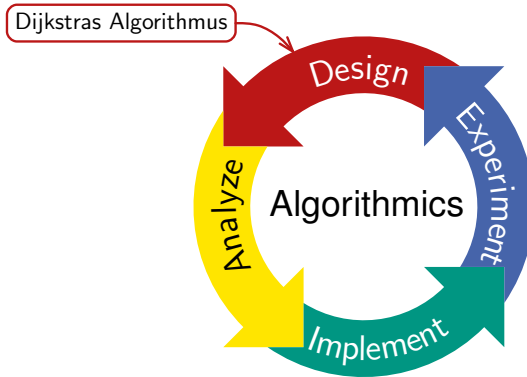 Dijkstras Algorithmus
Design
Experiment
Algorithmics
Analyze
Implement